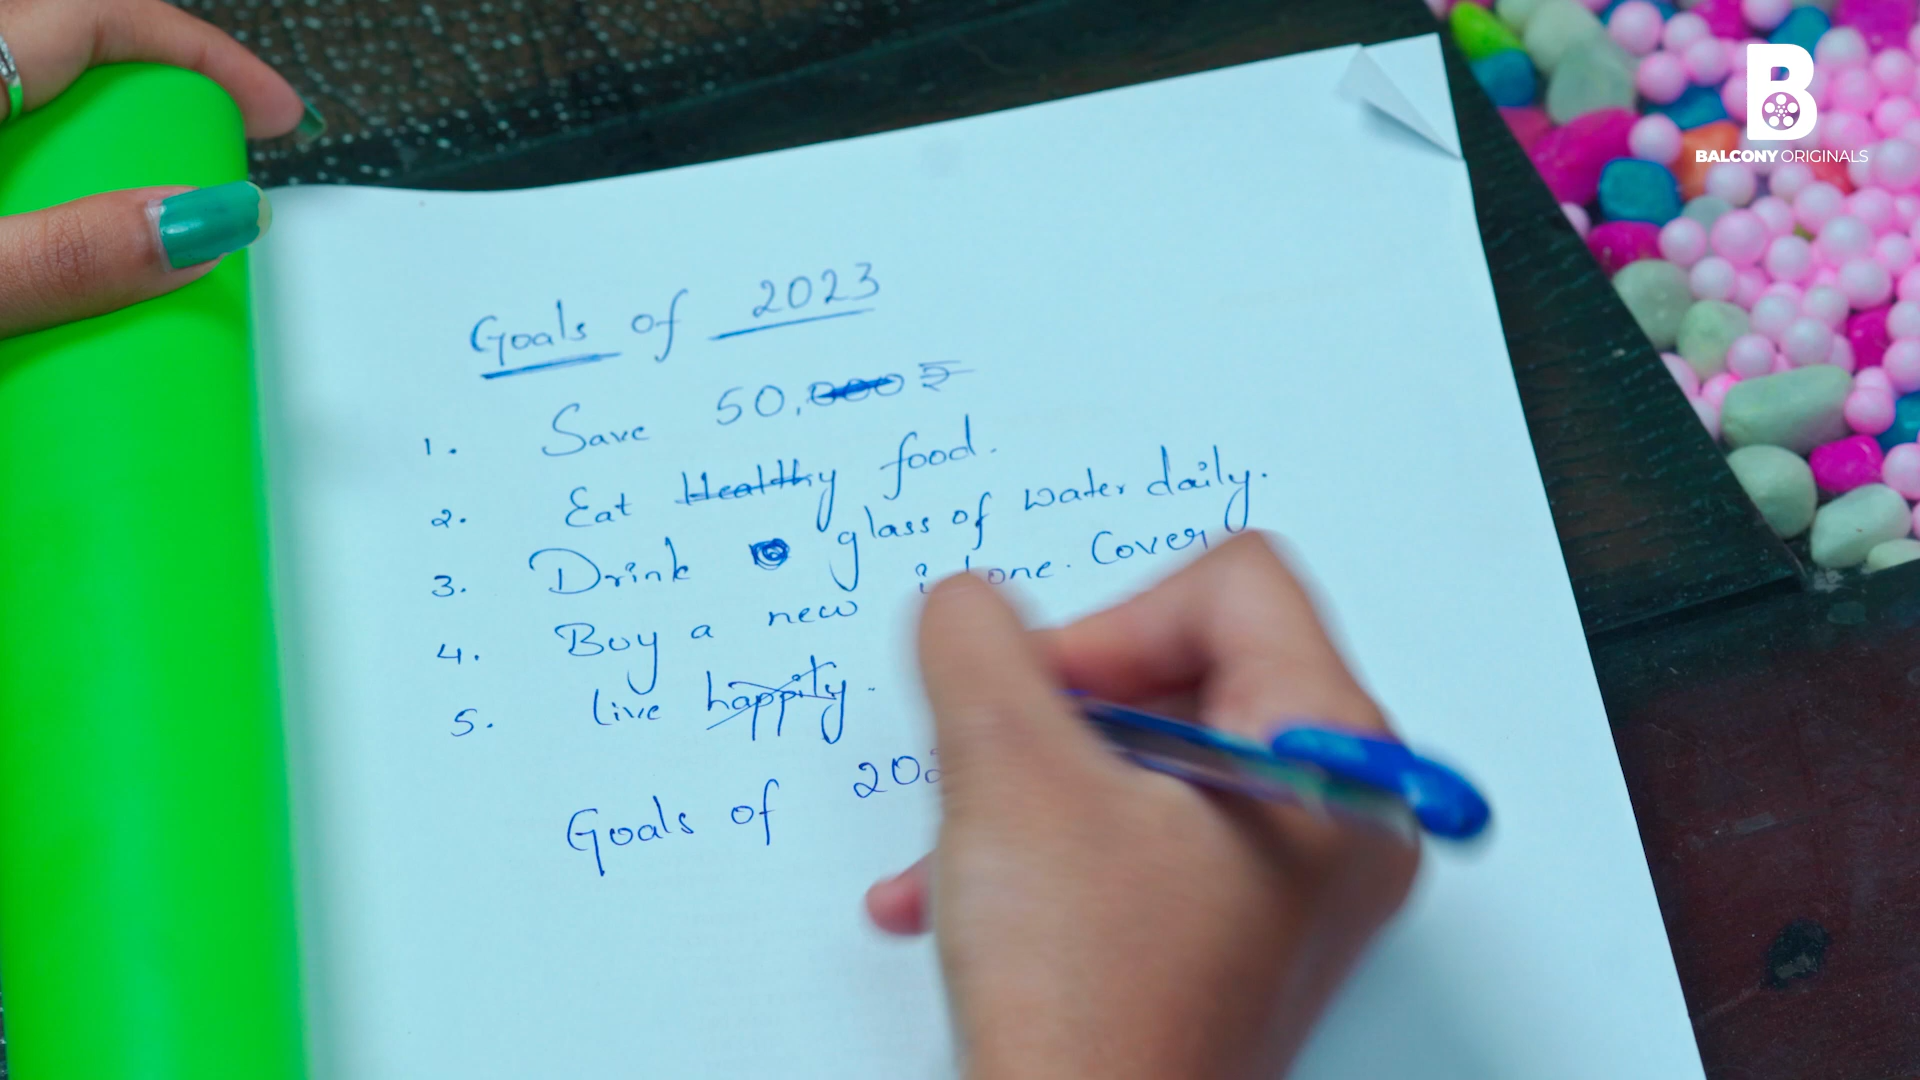 BALCONY ORIGINALS
Goals of 2023
1. Save 50,000 ₹
2. Eat Healthy food.
3. Drink glass of water daily.
4. Buy a new Cover
5. live happily.
Goals of